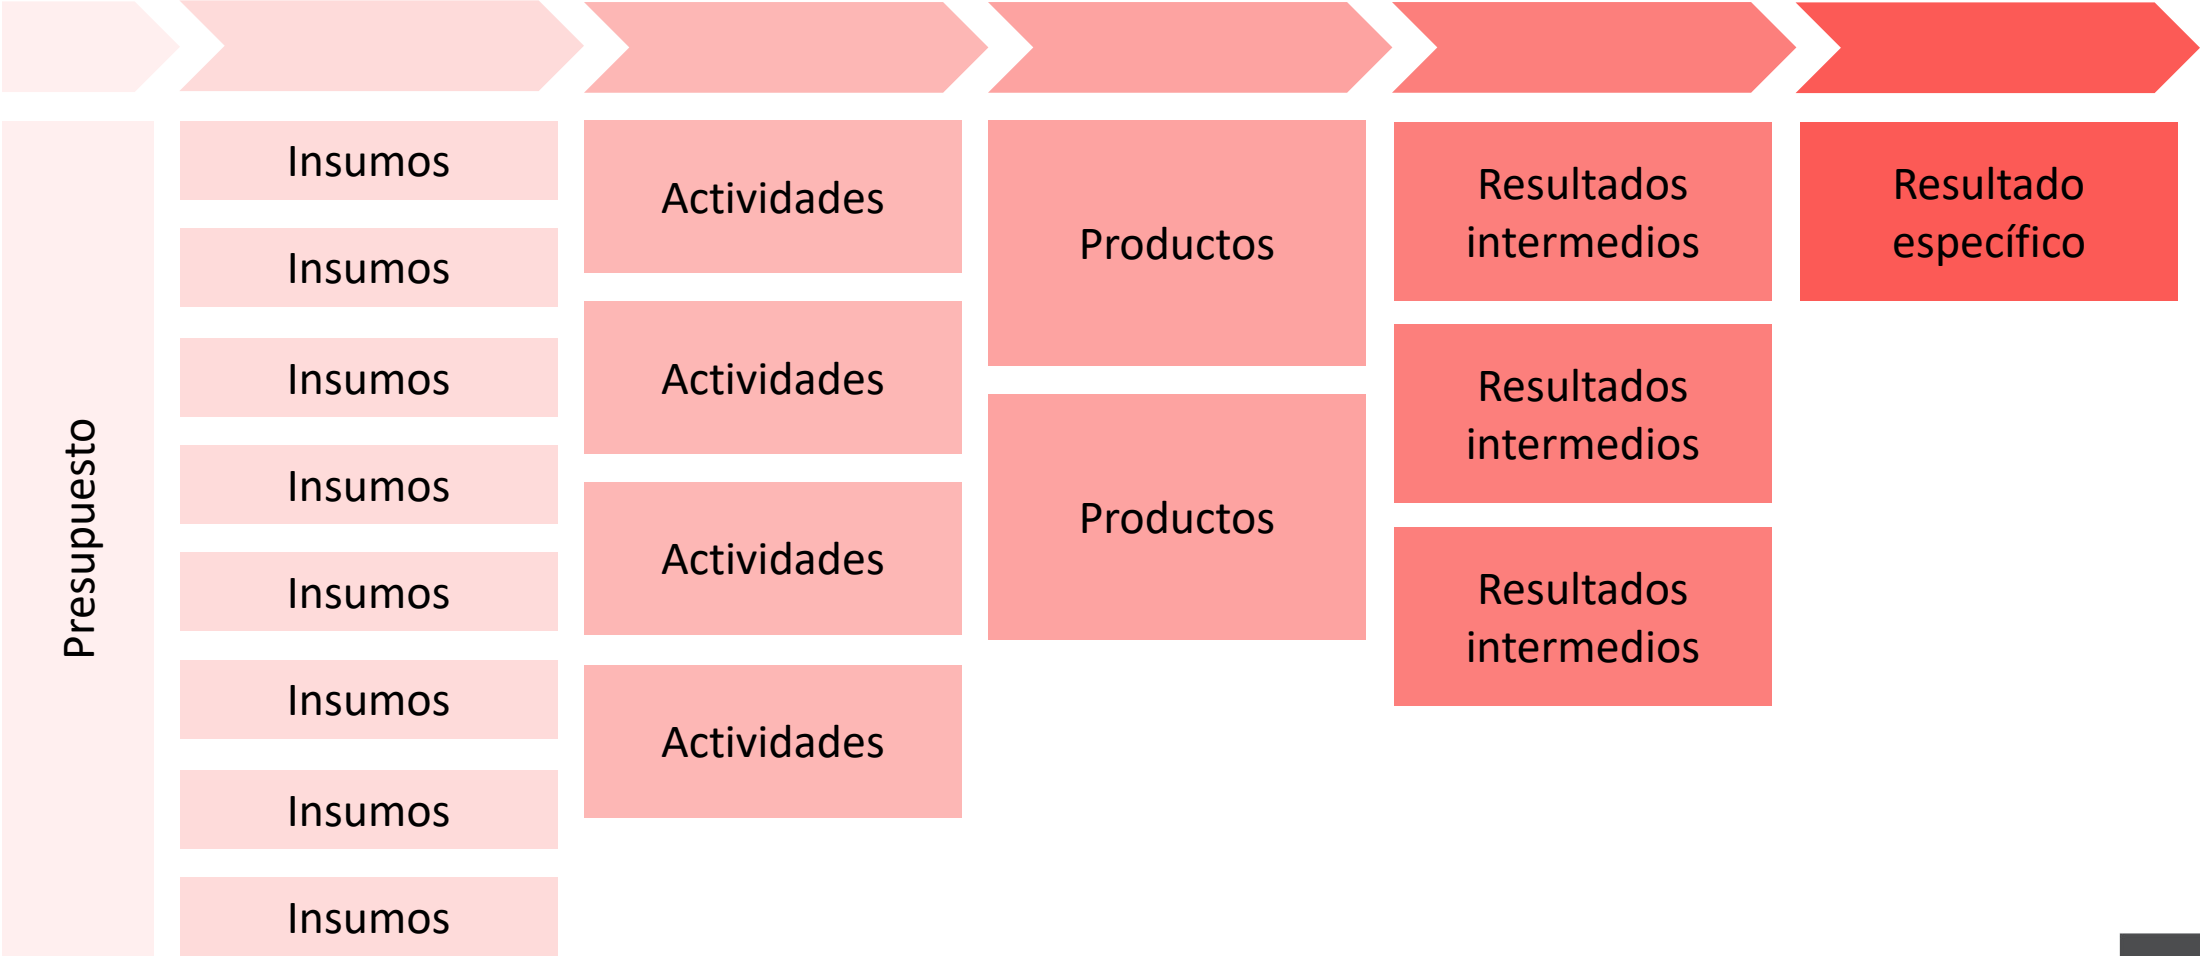 Presupuesto
Insumos
Insumos
Insumos
Insumos
Insumos
Insumos
Insumos
Insumos
Actividades
Actividades
Actividades
Actividades
Productos
Productos
Resultados
intermedios
Resultados
intermedios
Resultados
intermedios
Resultado
específico